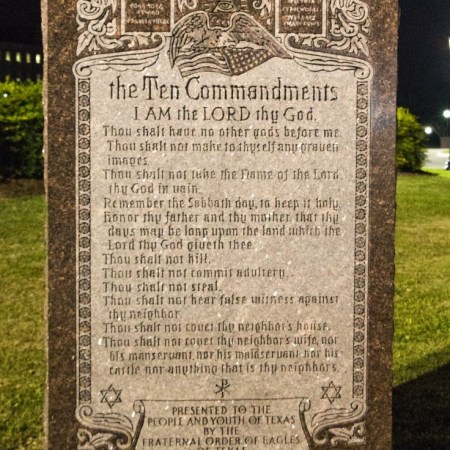 the Ten Commandments
I AM the LORD thy God.
Thou shalt have no other gods before me.
Thou shalt not make to thyself any graven
images.
Thou shalt not take the Name of the Lord
thy God in vain.
Remember the Sabbath day, to keep it holy.
Honor thy father and thy mother that thy
days may be long upon the land which the
Lord thy God giveth thee.
Thou shalt not kill.
Thou shalt not commit adultery.
Thou shalt not steal.
Thou shalt not bear false witness against
thy neighbor.
Thou shalt not covet thy neighbor's house.
Thou shalt not covet thy neighbor's wife, nor
his manservant, nor his maidservant, nor his
cattle nor anything that is thy neighbor's.
PRESENTED TO THE
PEOPLE AND YOUTH OF TEXAS
BY THE
FRATERNAL ORDER OF EAGLES
OF TEXAS